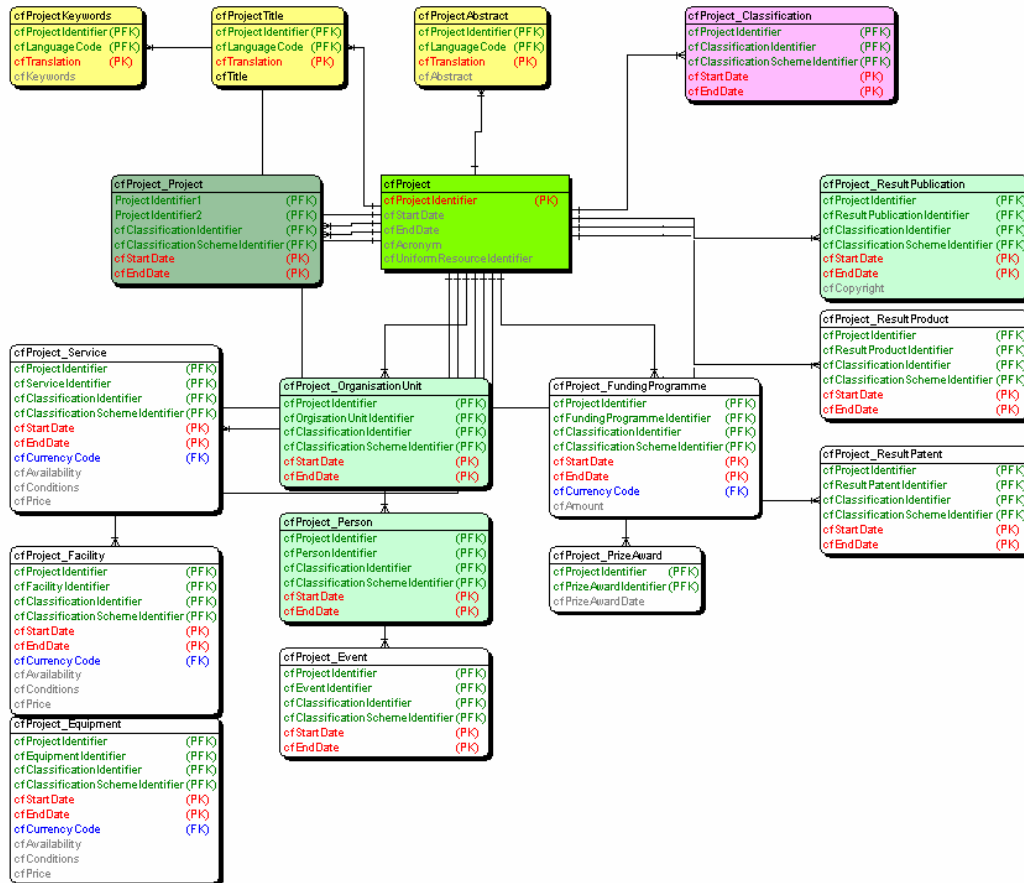 cfProjectKeywords
cfProjectIdentifier (PFK)
cfLanguageCode (PFK)
cfTranslation (PK)
cfKeywords
cfProjectTitle
cfProjectIdentifier (PFK)
cfLanguageCode (PFK)
cfTranslation (PK)
cfTitle
cfProjectAbstract
cfProjectIdentifier (PFK)
cfLanguageCode (PFK)
cfTranslation (PK)
cfAbstract
cfProject_Classification
cfProjectIdentifier (PFK)
cfClassificationIdentifier (PFK)
cfClassificationSchemeIdentifier (PFK)
cfStartDate (PK)
cfEndDate (PK)
cfProject_Project
ProjectIdentifier1 (PFK)
ProjectIdentifier2 (PFK)
cfClassificationIdentifier (PFK)
cfClassificationSchemeIdentifier (PFK)
cfStartDate (PK)
cfEndDate (PK)
cfProject
cfProjectIdentifier (PK)
cfStartDate
cfEndDate
cfAcronym
cfUniformResourceIdentifier
cfProject_ResultPublication
cfProjectIdentifier (PFK)
cfResultPublicationIdentifier (PFK)
cfClassificationIdentifier (PFK)
cfClassificationSchemeIdentifier (PFK)
cfStartDate (PK)
cfEndDate (PK)
cfCopyright
cfProject_ResultProduct
cfProjectIdentifier (PFK)
cfResultProductIdentifier (PFK)
cfClassificationIdentifier (PFK)
cfClassificationSchemeIdentifier (PFK)
cfStartDate (PK)
cfEndDate (PK)
cfProject_Service
cfProjectIdentifier (PFK)
cfServiceIdentifier (PFK)
cfClassificationIdentifier (PFK)
cfClassificationSchemeIdentifier (PFK)
cfStartDate (PK)
cfEndDate (PK)
cfCurrencyCode (FK)
cfAvailability
cfConditions
cfPrice
cfProject_OrganisationUnit
cfProjectIdentifier (PFK)
cfOrgisationUnitIdentifier (PFK)
cfClassificationIdentifier (PFK)
cfClassificationSchemeIdentifier (PFK)
cfStartDate (PK)
cfEndDate (PK)
cfProject_FundingProgramme
cfProjectIdentifier (PFK)
cfFundingProgrammeIdentifier (PFK)
cfClassificationIdentifier (PFK)
cfClassificationSchemeIdentifier (PFK)
cfStartDate (PK)
cfEndDate (PK)
cfCurrencyCode (FK)
cfAmount
cfProject_ResultPatent
cfProjectIdentifier (PFK)
cfResultPatentIdentifier (PFK)
cfClassificationIdentifier (PFK)
cfClassificationSchemeIdentifier (PFK)
cfStartDate (PK)
cfEndDate (PK)
cfProject_Person
cfProjectIdentifier (PFK)
cfPersonIdentifier (PFK)
cfClassificationIdentifier (PFK)
cfClassificationSchemeIdentifier (PFK)
cfStartDate (PK)
cfEndDate (PK)
cfProject_PrizeAward
cfProjectIdentifier (PFK)
cfPrizeAwardIdentifier (PFK)
cfPrizeAwardDate
cfProject_Facility
cfProjectIdentifier (PFK)
cfFacilityIdentifier (PFK)
cfClassificationIdentifier (PFK)
cfClassificationSchemeIdentifier (PFK)
cfStartDate (PK)
cfEndDate (PK)
cfCurrencyCode (FK)
cfAvailability
cfConditions
cfPrice
cfProject_Event
cfProjectIdentifier (PFK)
cfEventIdentifier (PFK)
cfClassificationIdentifier (PFK)
cfClassificationSchemeIdentifier (PFK)
cfStartDate (PK)
cfEndDate (PK)
cfProject_Equipment
cfProjectIdentifier (PFK)
cfEquipmentIdentifier (PFK)
cfClassificationIdentifier (PFK)
cfClassificationSchemeIdentifier (PFK)
cfStartDate (PK)
cfEndDate (PK)
cfCurrencyCode (FK)
cfAvailability
cfConditions
cfPrice